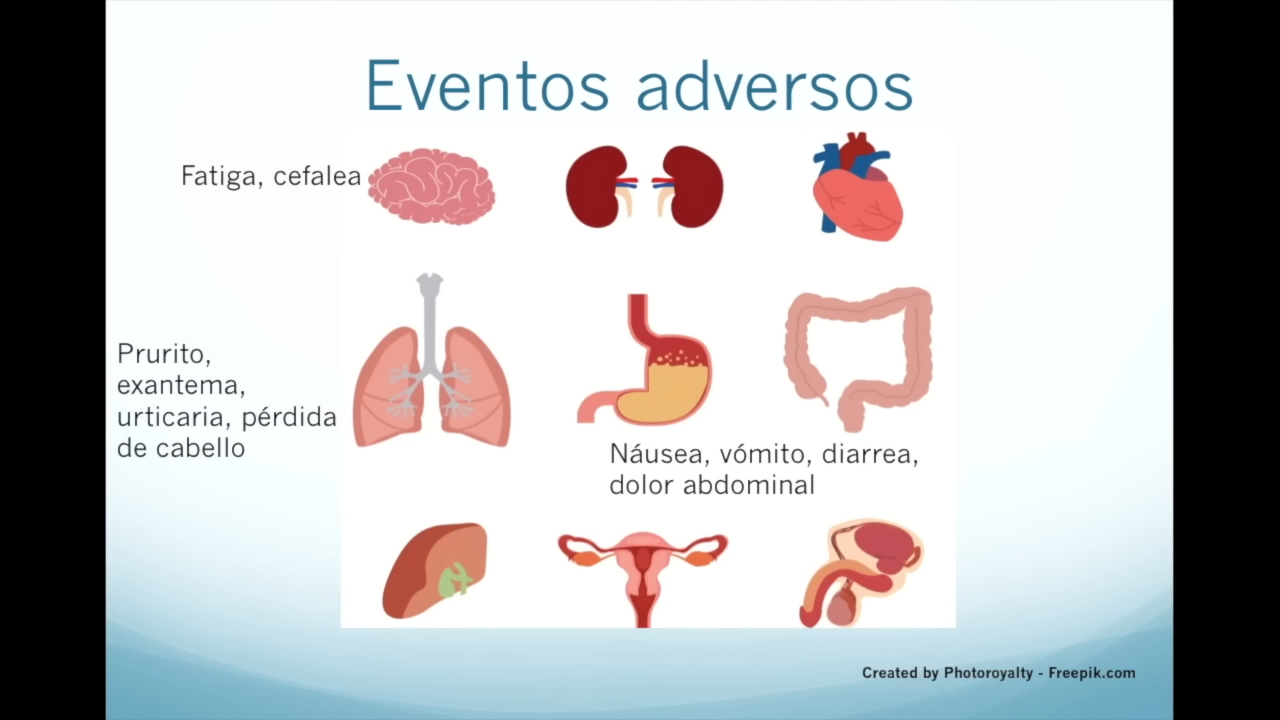 Eventos adversos
Fatiga, cefalea
Prurito,
exantema,
urticaria, pérdida
de cabello
Náusea, vómito, diarrea,
dolor abdominal
Created by Photoroyalty - Freepik.com